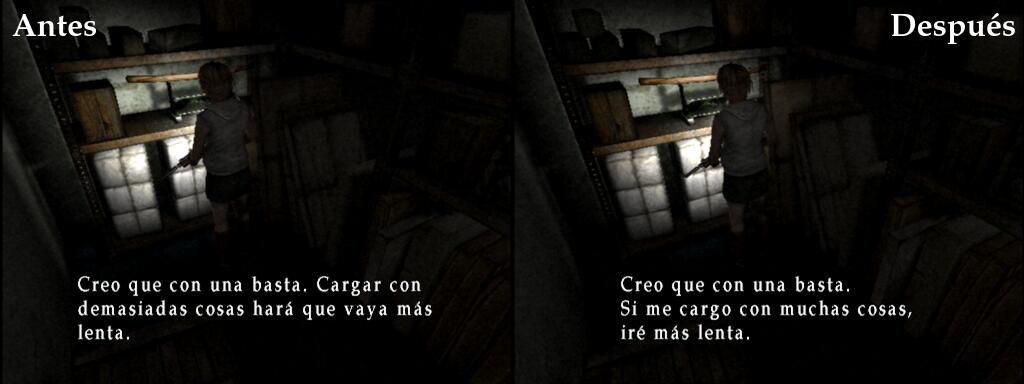 Antes
Después
Creo que con una basta. Cargar con
demasiadas cosas hará que vaya más
lenta.
Creo que con una basta.
Si me cargo con muchas cosas,
iré más lenta.